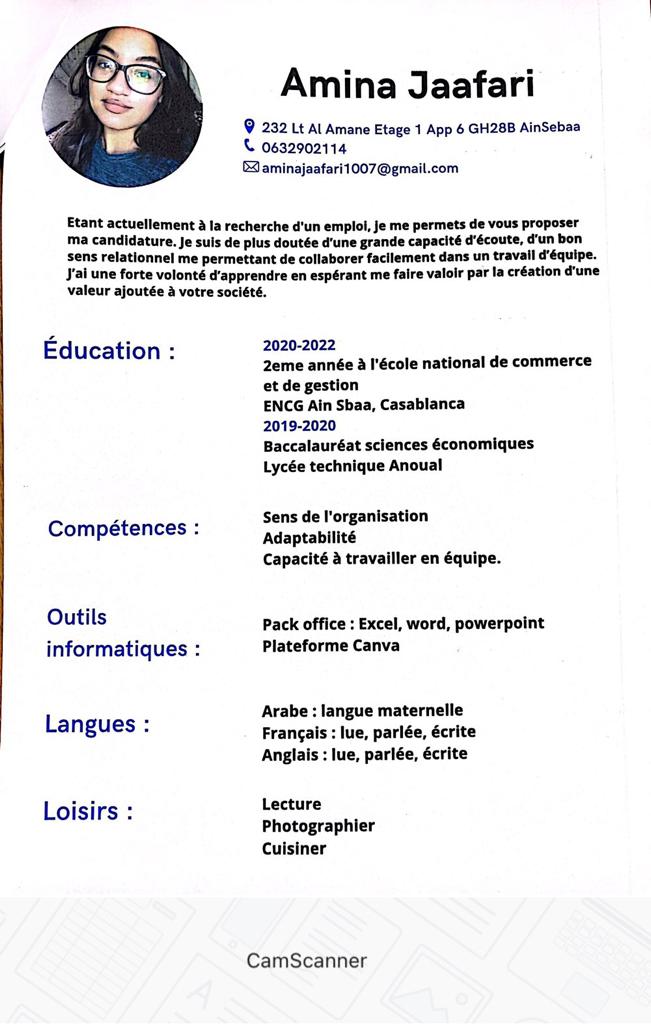 Amina Jaafari
232 Lt Al Amane Etage 1 App 6 GH28B AinSebaa
0632902114
aminajaafari1007@gmail.com
Etant actuellement à la recherche d'un emploi, je me permets de vous proposer
ma candidature. Je suis de plus doutée d'une grande capacité d'écoute, d'un bon
sens relationnel me permettant de collaborer facilement dans un travail d'équipe.
J'ai une forte volonté d'apprendre en espérant me faire valoir par la création d'une
valeur ajoutée à votre société.
Éducation :
2020-2022
2eme année à l'école national de commerce
et de gestion
ENCG Ain Sbaa, Casablanca
2019-2020
Baccalauréat sciences économiques
Lycée technique Anoual
Compétences :
Sens de l'organisation
Adaptabilité
Capacité à travailler en équipe.
Outils
informatiques :
Pack office : Excel, word, powerpoint
Plateforme Canva
Langues :
Arabe : langue maternelle
Français : lue, parlée, écrite
Anglais : lue, parlée, écrite
Loisirs :
Lecture
Photographier
Cuisiner
CamScanner